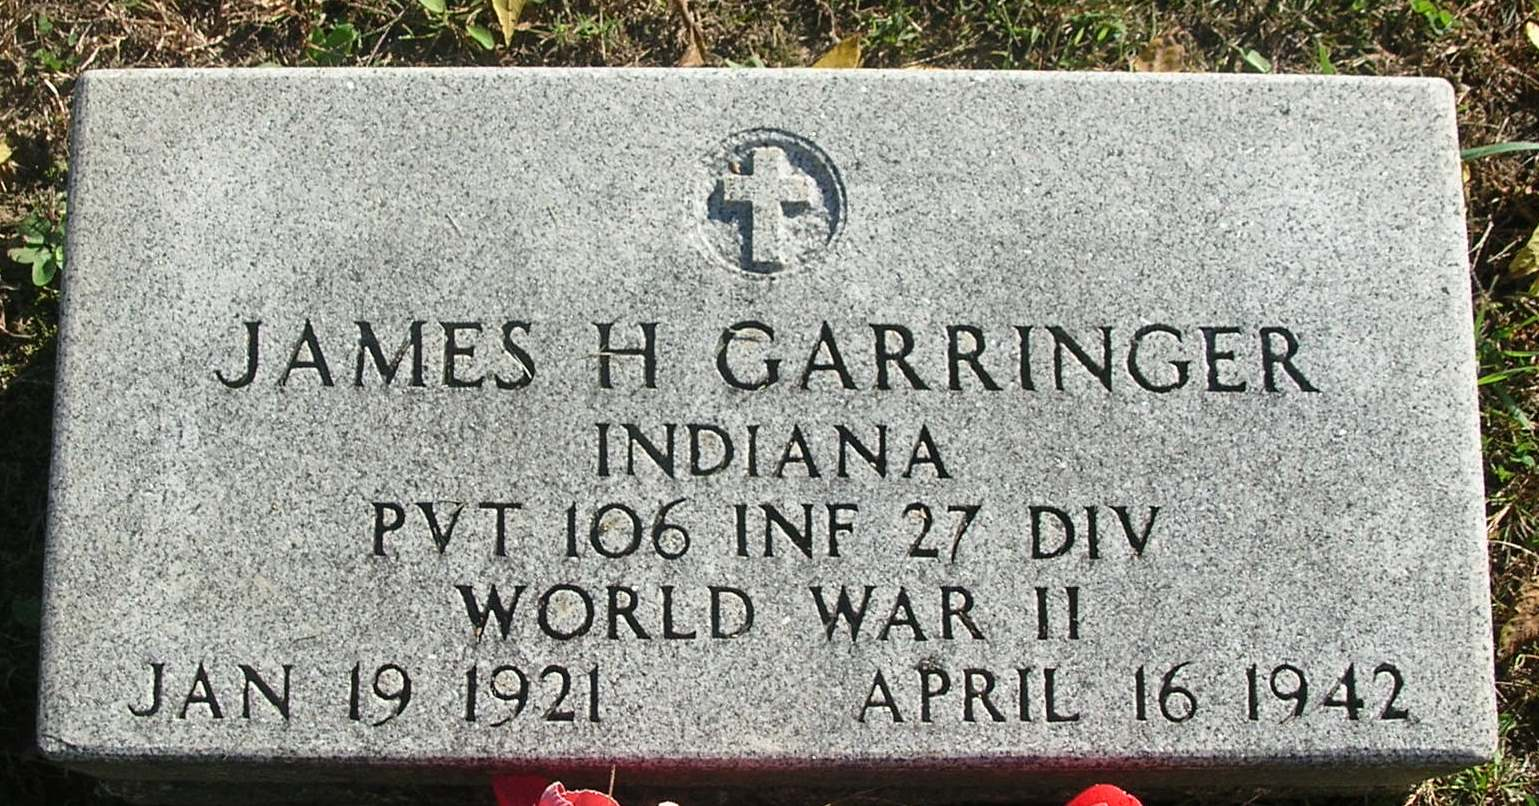 JAMES H GARRINGER
INDIANA
PVT 106 INF 27 DIV
WORLD WAR II
JAN 19 1921 APRIL 16 1942